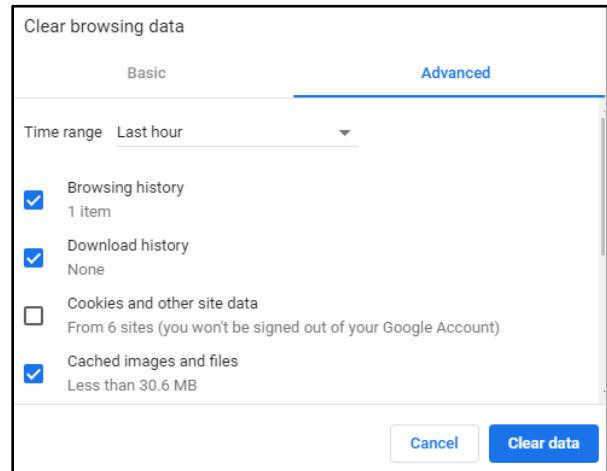 Clear browsing data
Basic
Advanced
Time range Last hour
Browsing history
1 item
Download history
None
Cookies and other site data
From 6 sites (you won't be signed out of your Google Account)
Cached images and files
Less than 30.6 MB
Cancel
Clear data